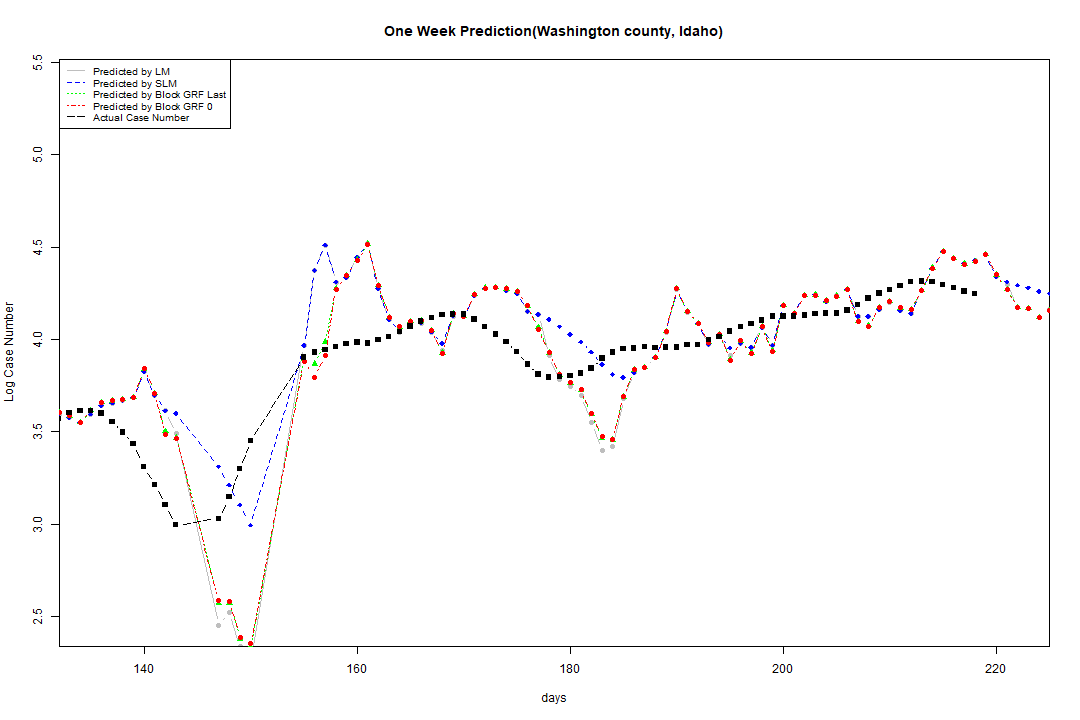 One Week Prediction(Washington county, Idaho)
Predicted by LM
Predicted by SLM
Predicted by Block GRF Last
Predicted by Block GRF 0
Actual Case Number
5.5
5.0
4.5
4.0
3.5
3.0
2.5
Log Case Number
140 160 180 200 220
days